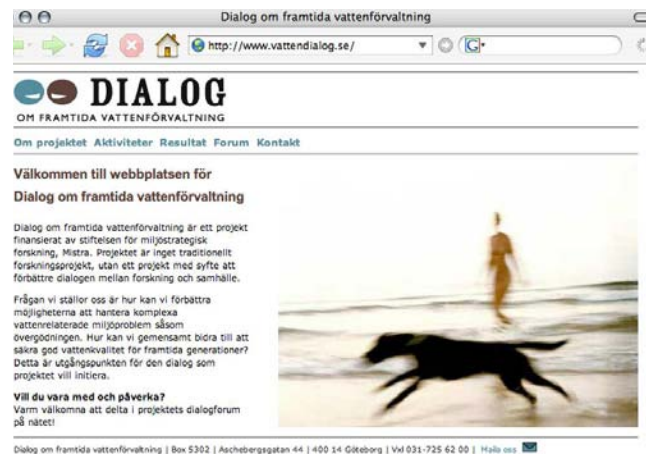 Dialog om framtida vattenförvaltning
http://www.vattendialog.se/
G
DIALOG
OM FRAMTIDA VATTENFÖRVALTNING
Om projektet Aktiviteter Resultat Forum Kontakt
Välkommen till webbplatsen för
Dialog om framtida vattenförvaltning
Dialog om framtida vattenförvaltning är ett projekt
finansierat av stiftelsen för miljöstrategisk
forskning, Mistra. Projektet är inget traditionellt
forskningsprojekt, utan ett projekt med syfte att
förbättre dialogen mellan forskning och samhälle.
Frågan vi ställor oss är hur kan vi förbättra
möjligheterna att hantera komplexa
vattenrelaterade miljöproblem såsom
övergödningen. Hur kan vi gemensamt bidra till att
säkra god vattenkvalitet för framtida generationer?
Detta är utgångspunkten för den dialog som
projektet vill initiera.
Vill du vara med och påverka?
Varm välkomna att delta i projektets dialogforum
på nätet!
Dialog om framtida vattenförvaltning | Box 5302 | Aschebergsgatan 44 | 400 14 Göteborg | Vxl 031-725 62 00 | Maila oss